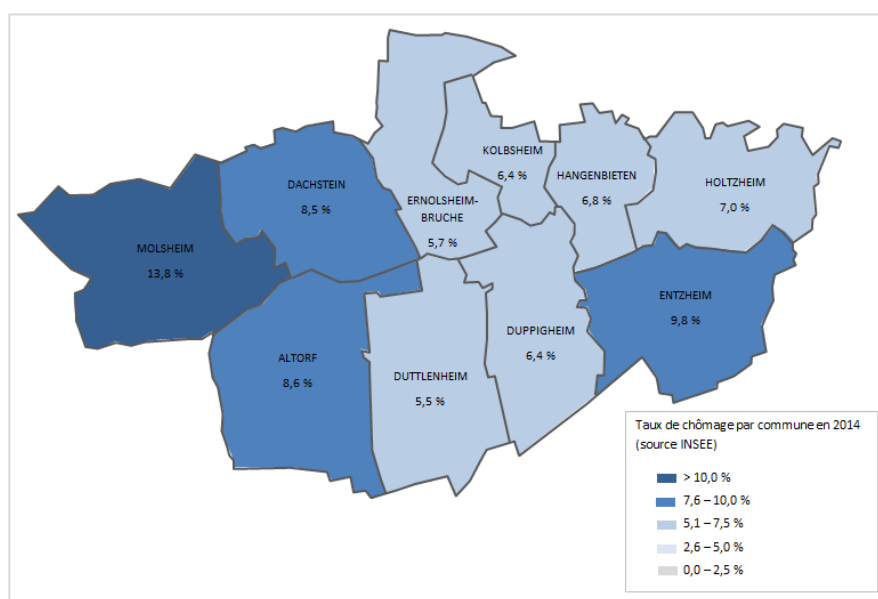 KOLBSHEIM
6,4 %
HANGENBIETEN
6,8 %
HOLTZHEIM
7,0 %
DACHSTEIN
8,5 %
ERNOLSHEIM-
BRUCHE
5,7 %
MOLSHEIM
13,8 %
ENTZHEIM
9,8 %
DUPPIGHEIM
6,4 %
ALTORF
8,6 %
DUTTLENHEIM
5,5 %
Taux de chômage par commune en 2014
(source INSEE)
> 10,0 %
7,6 – 10,0 %
5,1 – 7,5 %
2,6 – 5,0 %
0,0 – 2,5 %